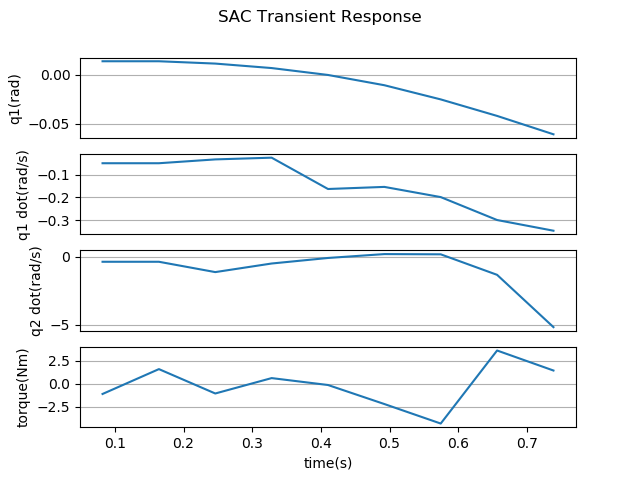 SAC Transient Response
q1(rad)
0.00
−0.05
q1 dot(rad/s)
−0.1
−0.2
−0.3
q2 dot(rad/s)
0
−5
torque(Nm)
2.5
0.0
−2.5
0.1 0.2 0.3 0.4 0.5 0.6 0.7
time(s)